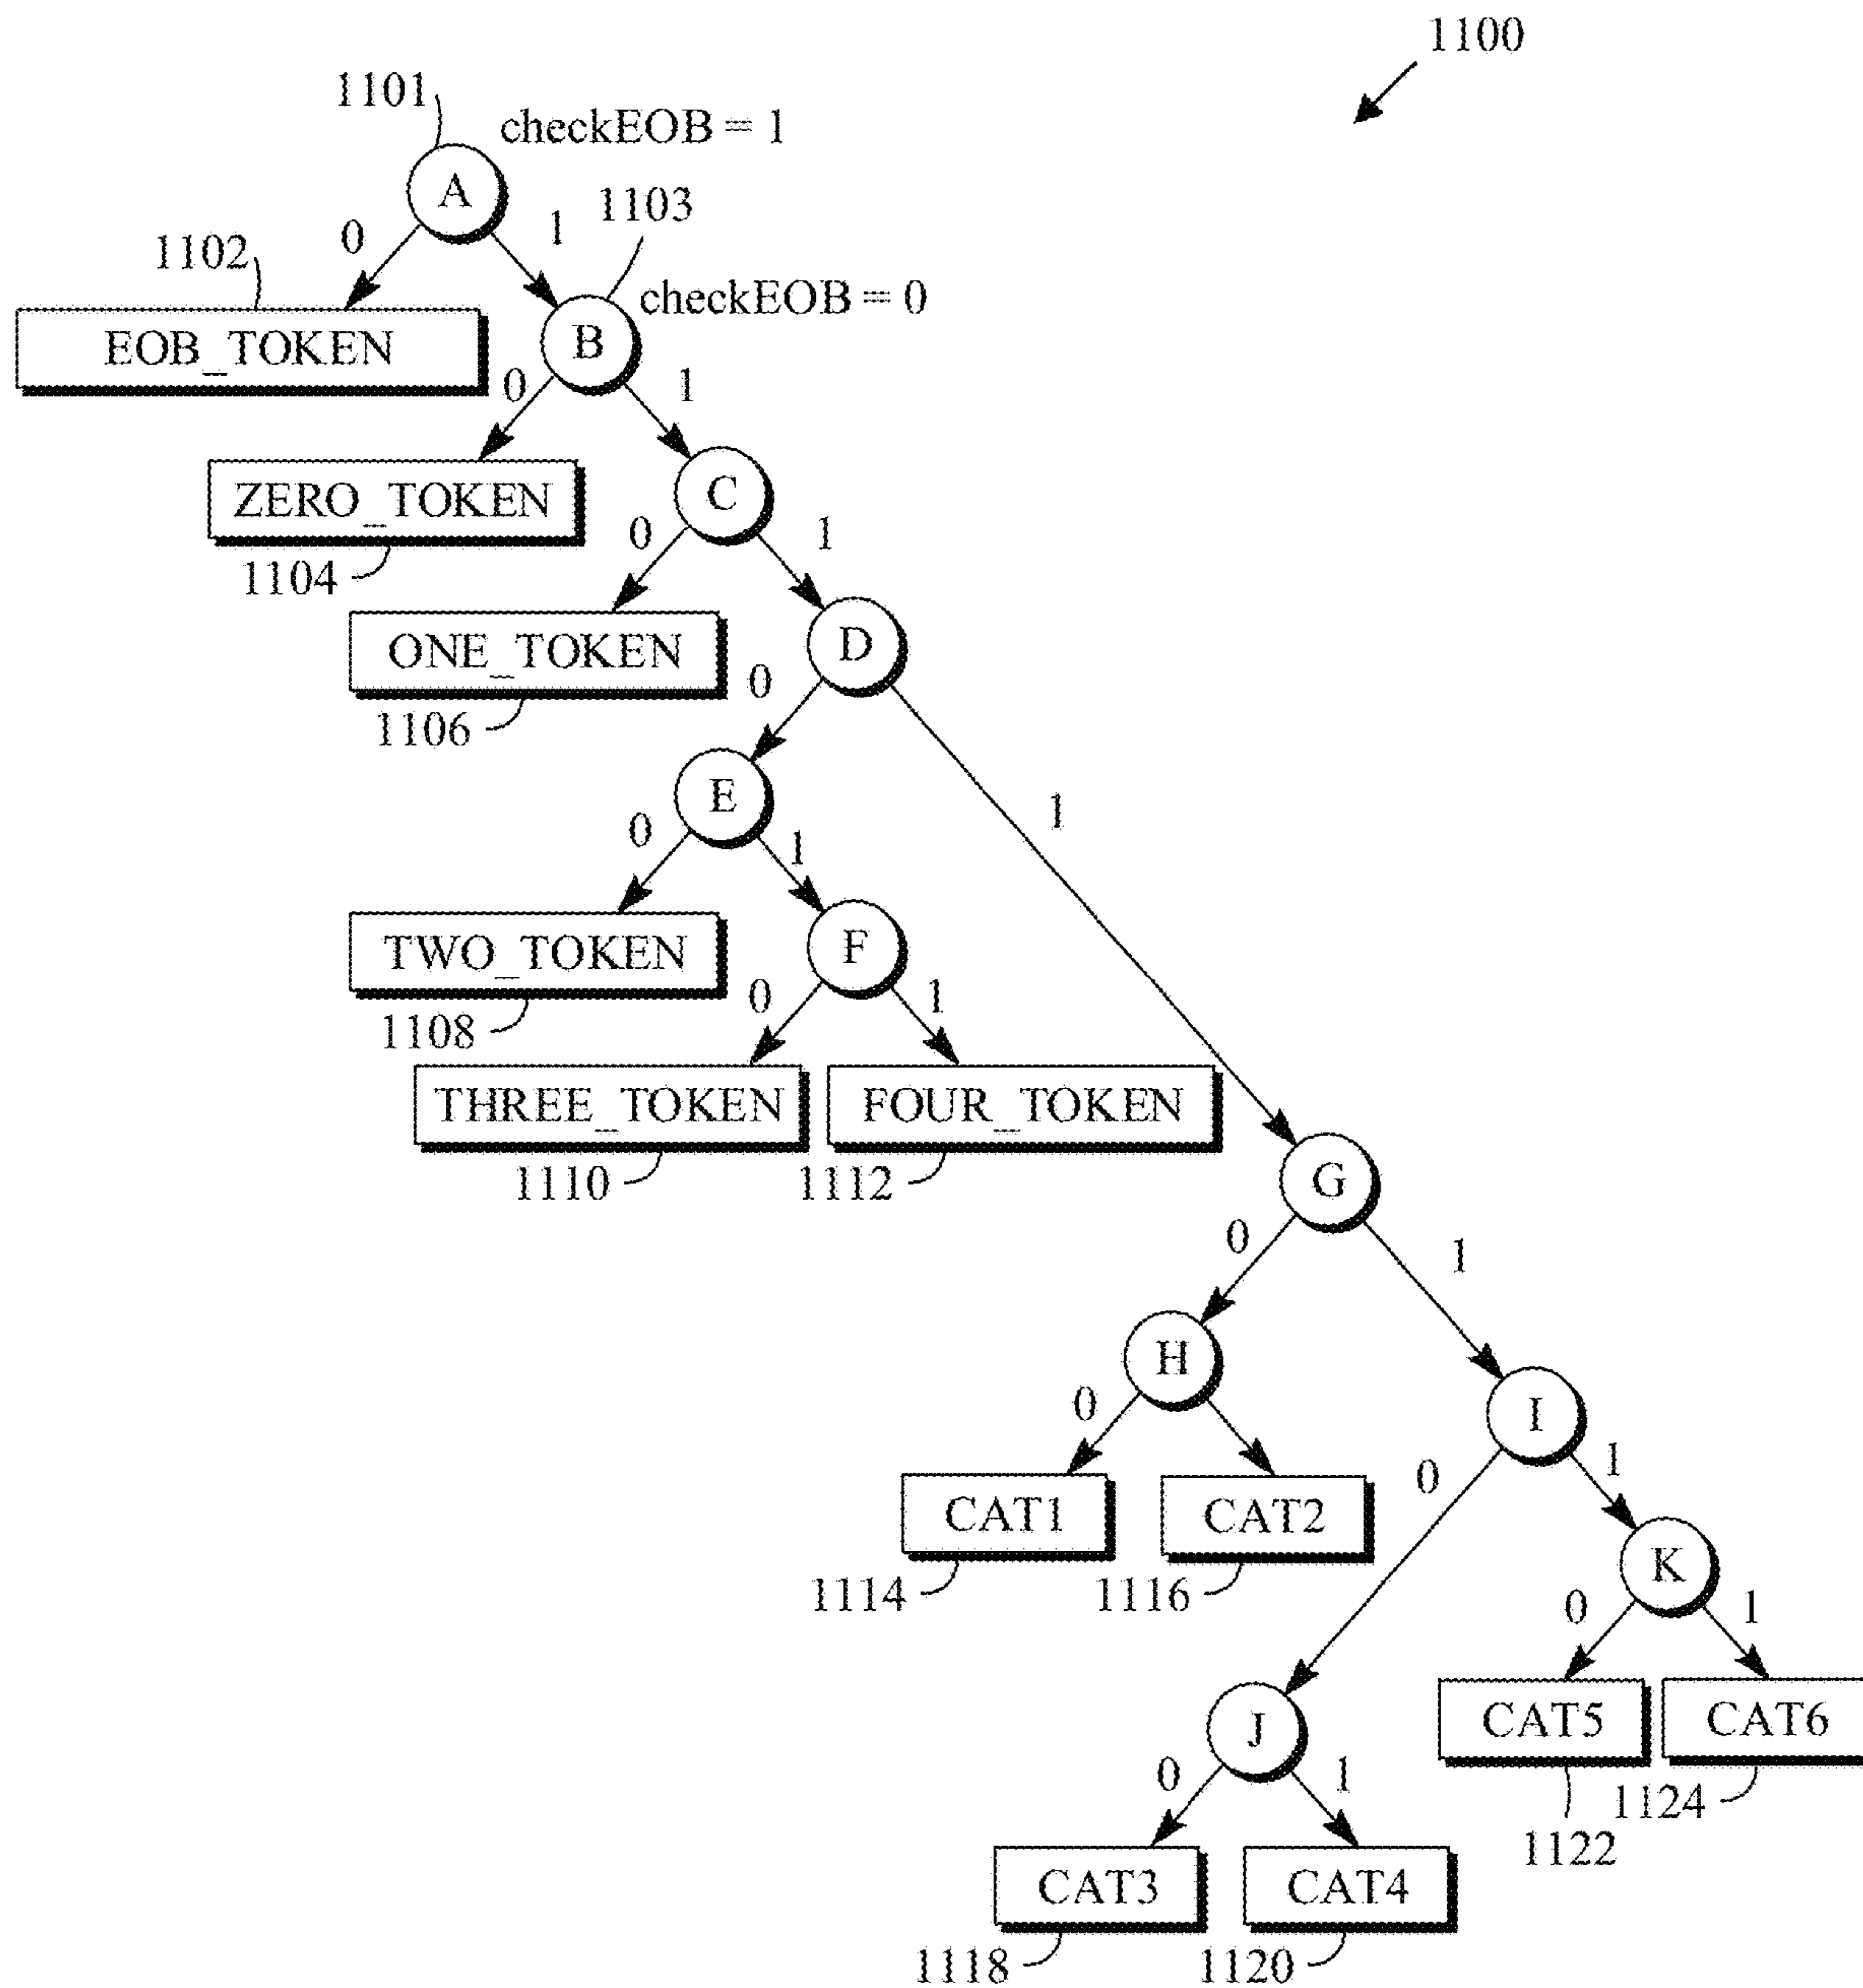 1100
1101
checkEOB = 1
A
1103
0
1
1102
checkEOB = 0
EOB_TOKEN
B
0
1
ZERO_TOKEN
C
1104
0
1
ONE_TOKEN
D
1106
0
1
E
0
1
TWO_TOKEN
F
1108
0
1
THREE_TOKEN
FOUR_TOKEN
1110
1112
G
0
1
H
I
0
0
1
CAT1
CAT2
K
1114
1116
0
1
J
CAT5
CAT6
0
1
1124
1122
CAT3
CAT4
1118
1120